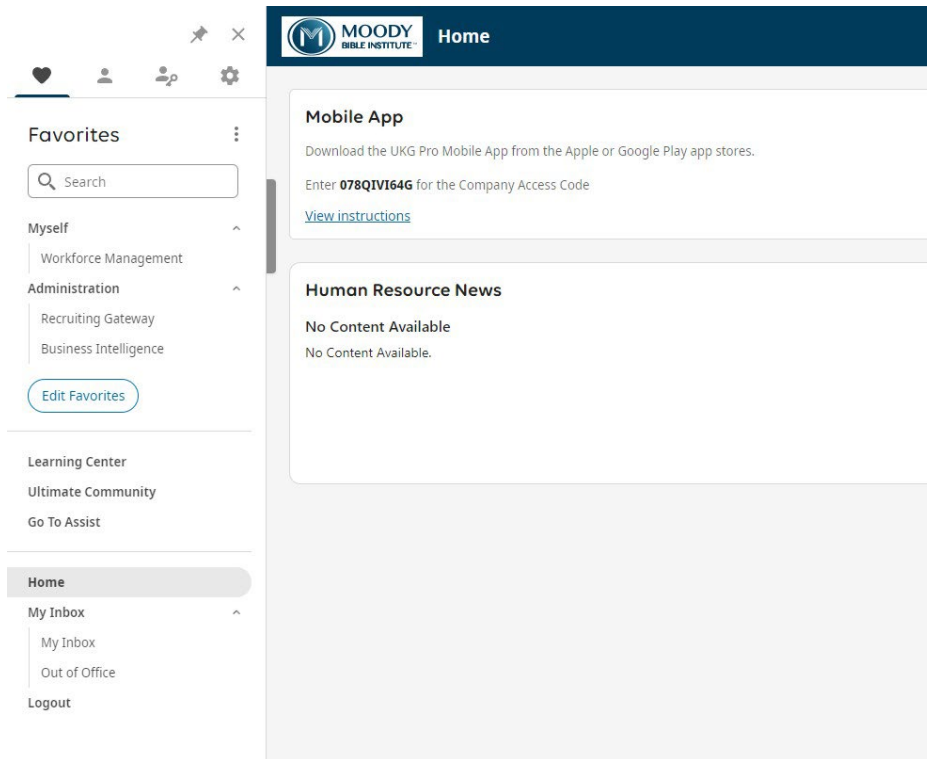 Favorites
Search
Myself
Workforce Management
Administration
Recruiting Gateway
Business Intelligence
Edit Favorites
Learning Center
Ultimate Community
Go To Assist
Home
My Inbox
My Inbox
Out of Office
Logout
MOODY
BIBLE INSTITUTE™
Home
Mobile App
Download the UKG Pro Mobile App from the Apple or Google Play app stores.
Enter 078QIVI64G for the Company Access Code
View instructions
Human Resource News
No Content Available
No Content Available.